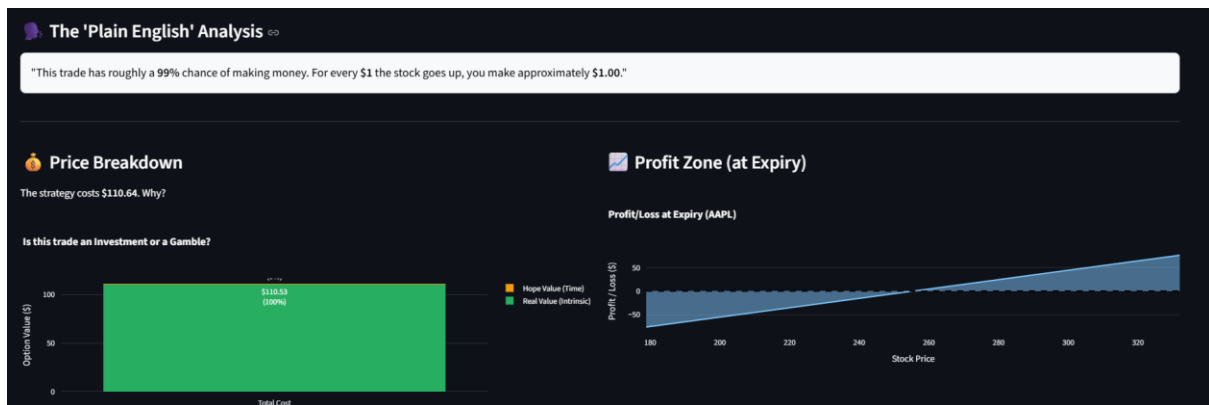 The 'Plain English' Analysis
"This trade has roughly a 99% chance of making money. For every $1 the stock goes up, you make approximately $1.00."
Price Breakdown
The strategy costs $110.64. Why?
Is this trade an Investment or a Gamble?
Option Value ($)
100
50
0
$110.53
(100%)
Total Cost
Hope Value (Time)
Real Value (Intrinsic)
Profit Zone (at Expiry)
Profit/Loss at Expiry (AAPL)
Profit / Loss ($)
50
0
−50
180 200 220 240 260 280 300 320
Stock Price